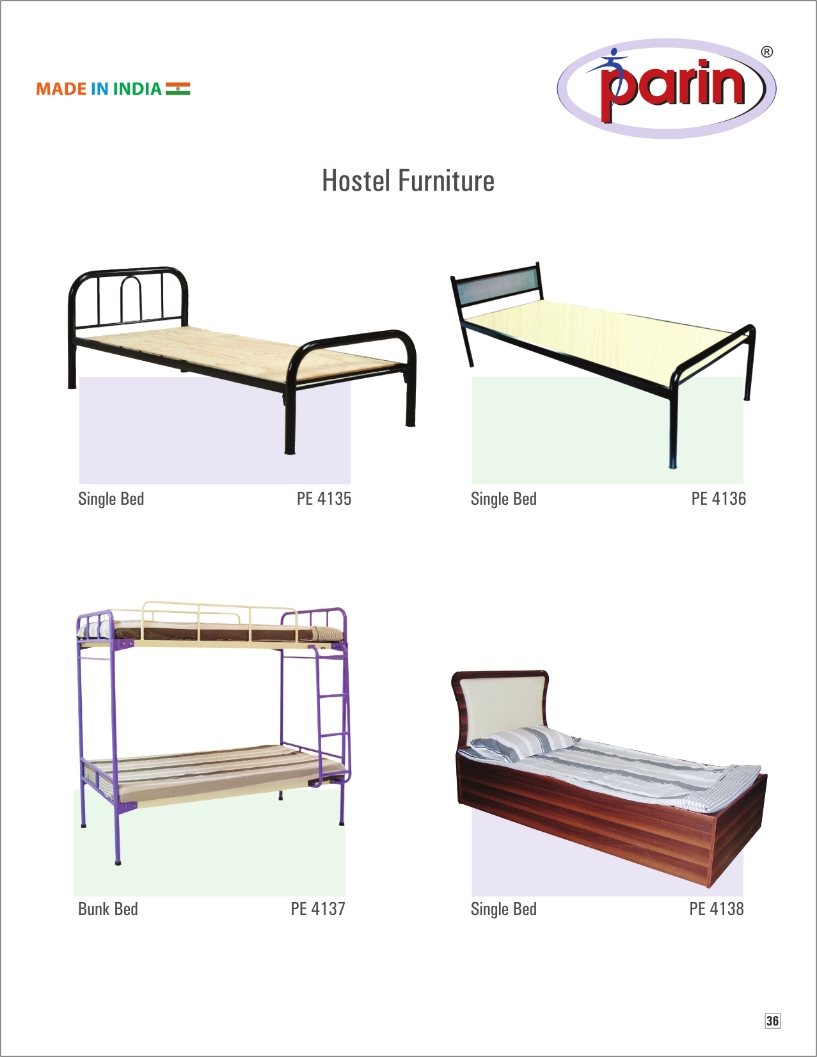 MADE IN INDIA
parin ®
Hostel Furniture
Single Bed PE 4135
Single Bed PE 4136
Bunk Bed PE 4137
Single Bed PE 4138
36